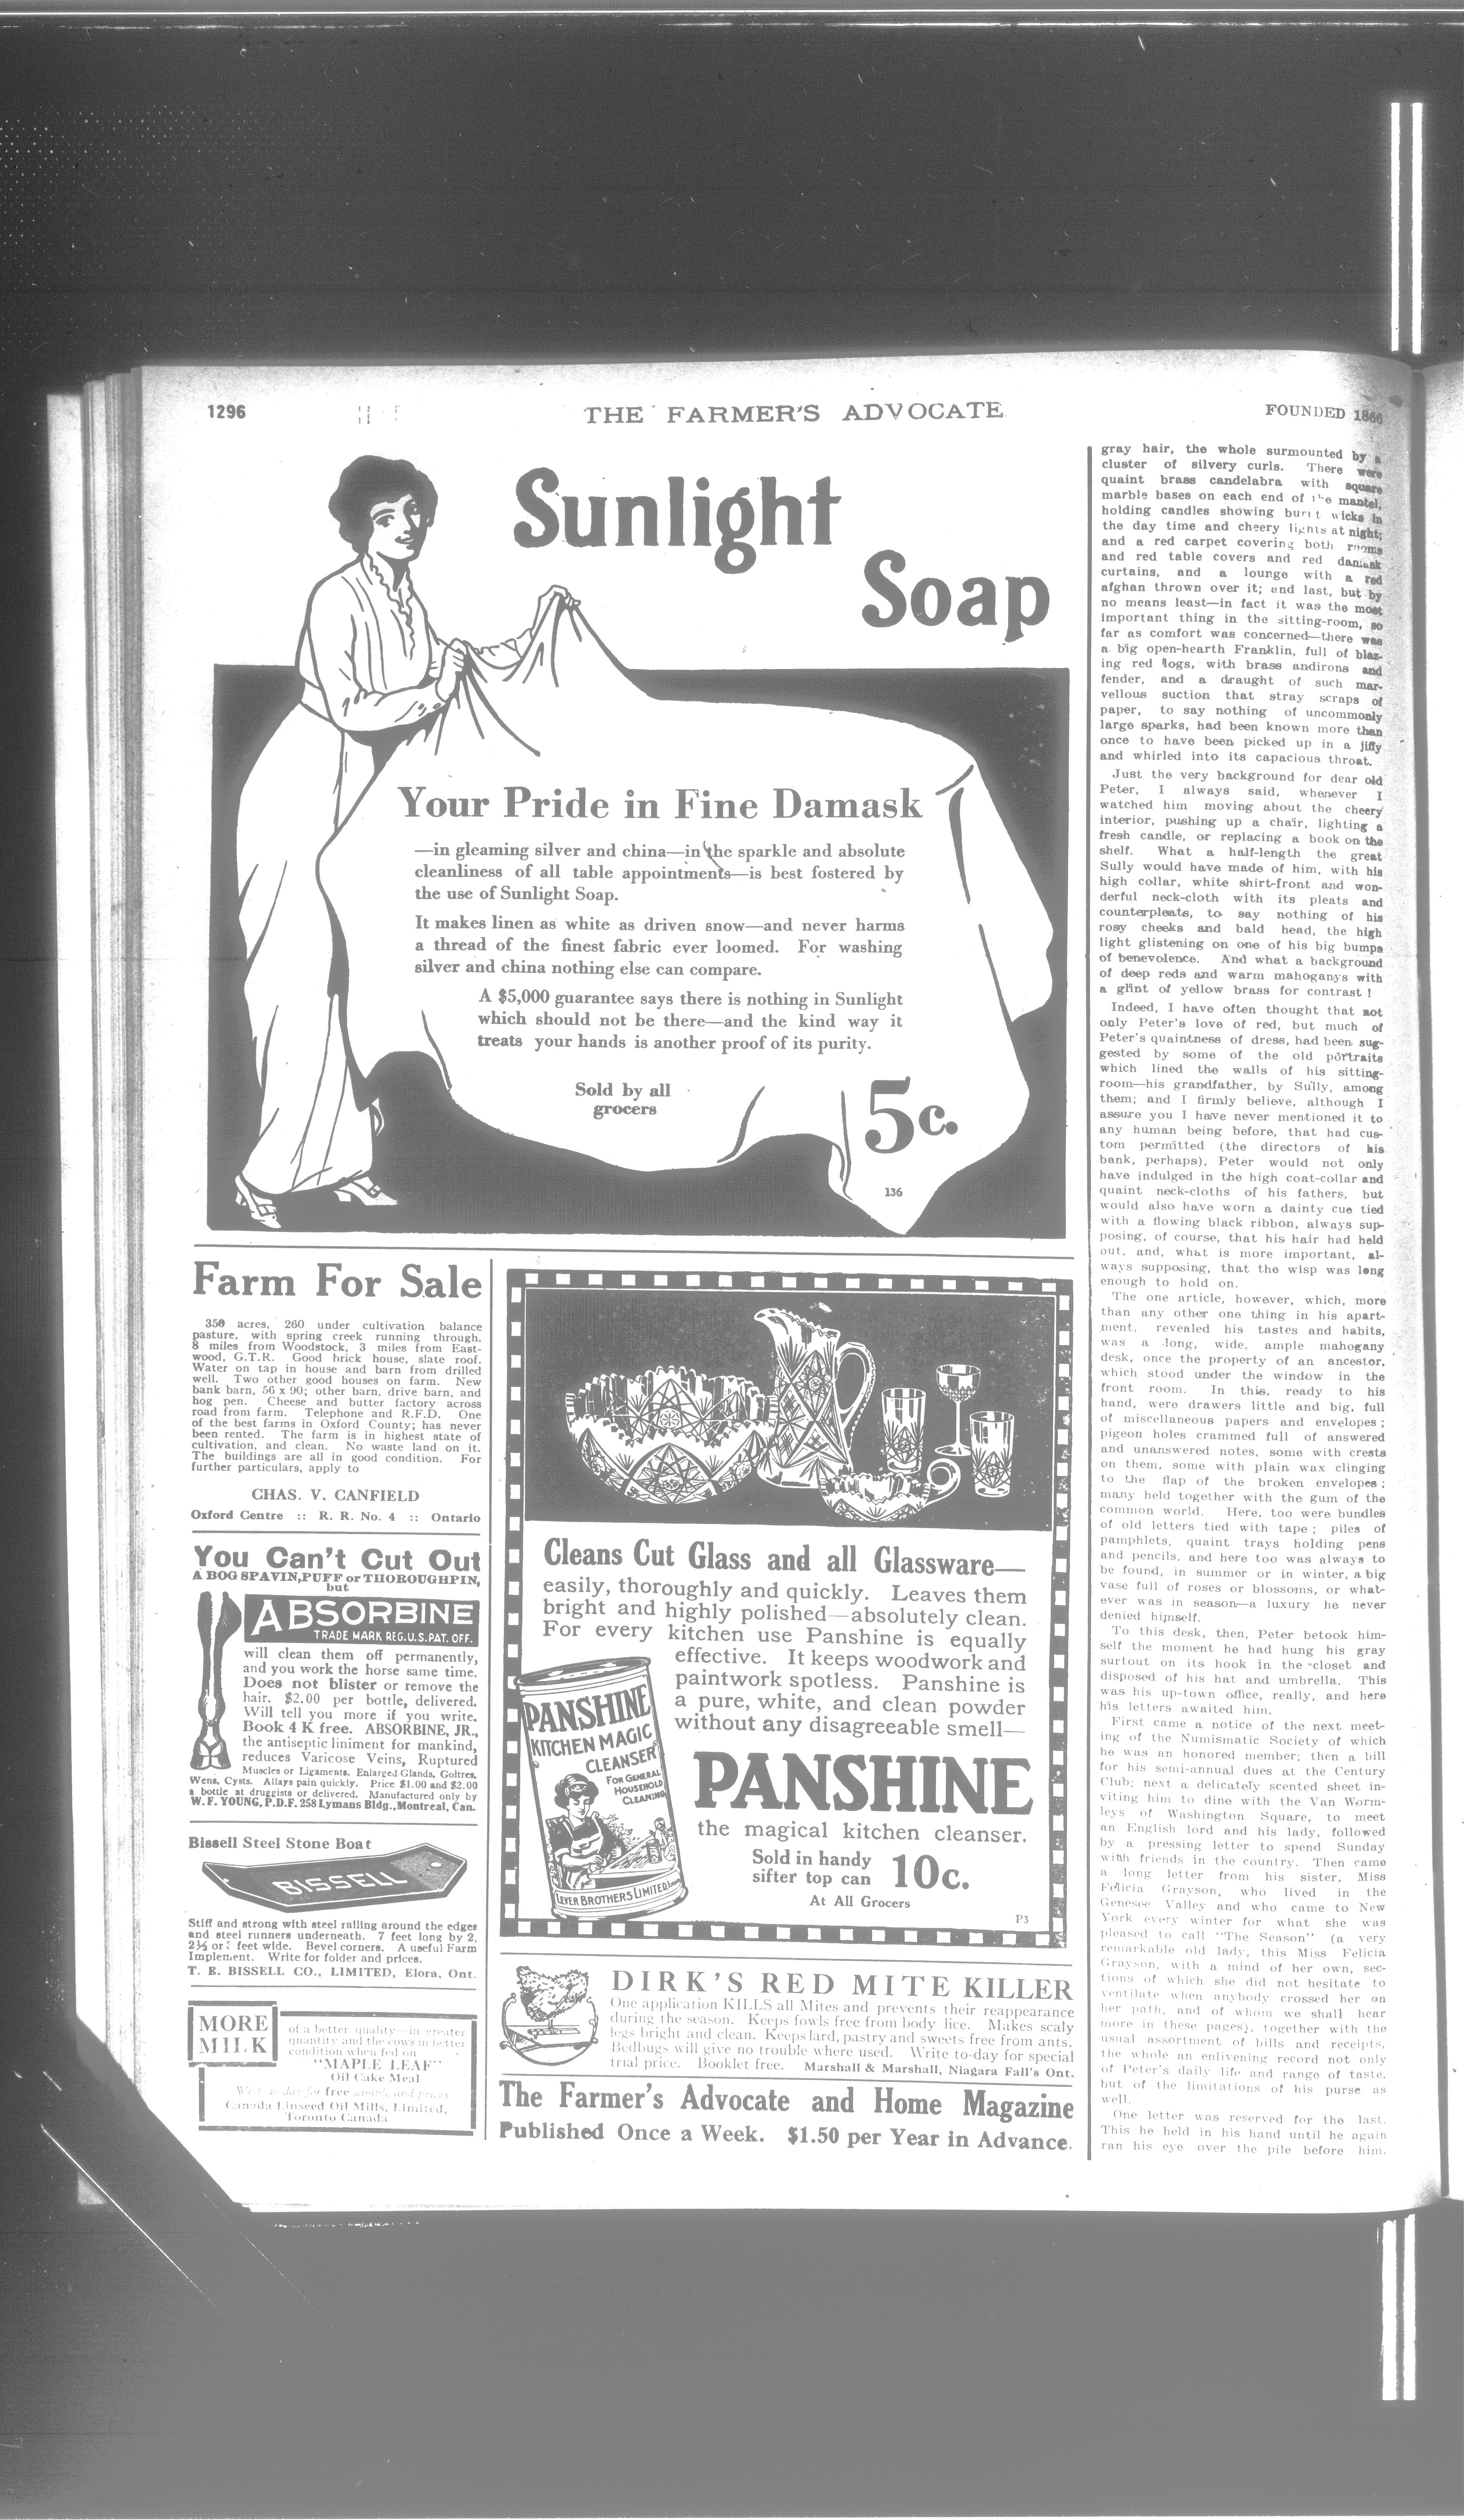 1296
THE FARMER'S ADVOCATE
FOUNDED 1866
Sunlight
Soap
Your Pride in Fine Damask
—in gleaming silver and china—in the sparkle and absolute
cleanliness of all table appointments—is best fostered by
the use of Sunlight Soap.
It makes linen as white as driven snow—and never harms
a thread of the finest fabric ever loomed. For washing
silver and china nothing else can compare.
A $5,000 guarantee says there is nothing in Sunlight
which should not be there—and the kind way it
treats your hands is another proof of its purity.
Sold by all
grocers
5c.
136
Farm For Sale
350 acres, 260 under cultivation balance
pasture, with spring creek running through.
8 miles from Woodstock, 3 miles from East-
wood, G.T.R. Good brick house, slate roof.
Water on tap in house and barn from drilled
well. Two other good houses on farm. New
bank barn, 56 x 90; other barn, drive barn, and
hog pen. Cheese and butter factory across
road from farm. Telephone and R.F.D. One
of the best farms in Oxford County; has never
been rented. The farm is in highest state of
cultivation, and clean. No waste land on it.
The buildings are all in good condition. For
further particulars, apply to
CHAS. V. CANFIELD
Oxford Centre :: R. R. No. 4 :: Ontario
You Can't Cut Out
A BOG SPAVIN, PUFF or THOROUGHPIN,
but
ABSORBINE
TRADE MARK REG.U.S.PAT. OFF.
will clean them off permanently,
and you work the horse same time.
Does not blister or remove the
hair. $2.00 per bottle, delivered.
Will tell you more if you write.
Book 4 K free. ABSORBINE, JR.,
the antiseptic liniment for mankind,
reduces Varicose Veins, Ruptured
Muscles or Ligaments. Enlarged Glands, Goitres,
Wens, Cysts. Allays pain quickly. Price $1.00 and $2.00
a bottle at druggists or delivered. Manufactured only by
W. F. YOUNG, P.D.F. 258 Lymans Bldg., Montreal, Can.
Bissell Steel Stone Boat
BISSELL
Stiff and strong with steel railing around the edges
and steel runners underneath. 7 feet long by 2,
2½ or 3 feet wide. Bevel corners. A useful Farm
Implement. Write for folder and prices.
T. E. BISSELL CO., LIMITED, Elora, Ont.
MORE
MILK
of a better quality—in greater
quantity and the cows in better
condition when fed on
"MAPLE LEAF"
Oil Cake Meal
Write to-day for free sample and prices
Canada Linseed Oil Mills, Limited,
Toronto Canada
Cleans Cut Glass and all Glassware—
easily, thoroughly and quickly. Leaves them
bright and highly polished—absolutely clean.
For every kitchen use Panshine is equally
effective. It keeps woodwork and
paintwork spotless. Panshine is
a pure, white, and clean powder
without any disagreeable smell—
PANSHINE
KITCHEN MAGIC
CLEANSER
FOR GENERAL
HOUSEHOLD
CLEANING
LEVER BROTHERS LIMITED
PANSHINE
the magical kitchen cleanser.
Sold in handy
sifter top can
10c.
At All Grocers
P3
DIRK'S RED MITE KILLER
One application KILLS all Mites and prevents their reappearance
during the season. Keeps fowls free from body lice. Makes scaly
legs bright and clean. Keeps lard, pastry and sweets free from ants.
Bedbugs will give no trouble where used. Write to-day for special
trial price. Booklet free. Marshall & Marshall, Niagara Fall's Ont.
The Farmer's Advocate and Home Magazine
Published Once a Week. $1.50 per Year in Advance.
gray hair, the whole surmounted by a
cluster of silvery curls. There were
quaint brass candelabra with square
marble bases on each end of the mantel,
holding candles showing burnt wicks in
the day time and cheery lights at night;
and a red carpet covering both rooms
and red table covers and red damask
curtains, and a lounge with a red
afghan thrown over it; and last, but by
no means least—in fact it was the most
important thing in the sitting-room, so
far as comfort was concerned—there was
a big open-hearth Franklin, full of blaz-
ing red logs, with brass andirons and
fender, and a draught of such mar-
vellous suction that stray scraps of
paper, to say nothing of uncommonly
large sparks, had been known more than
once to have been picked up in a jiffy
and whirled into its capacious throat.
Just the very background for dear old
Peter, I always said, whenever I
watched him moving about the cheery
interior, pushing up a chair, lighting a
fresh candle, or replacing a book on the
shelf. What a half-length the great
Sully would have made of him, with his
high collar, white shirt-front and won-
derful neck-cloth with its pleats and
counterpleats, to say nothing of his
rosy cheeks and bald head, the high
light glistening on one of his big bumps
of benevolence. And what a background
of deep reds and warm mahoganys with
a glint of yellow brass for contrast!
Indeed, I have often thought that not
only Peter's love of red, but much of
Peter's quaintness of dress, had been sug-
gested by some of the old portraits
which lined the walls of his sitting-
room—his grandfather, by Sully, among
them; and I firmly believe, although I
assure you I have never mentioned it to
any human being before, that had cus-
tom permitted (the directors of his
bank, perhaps), Peter would not only
have indulged in the high coat-collar and
quaint neck-cloths of his fathers, but
would also have worn a dainty cue tied
with a flowing black ribbon, always sup-
posing, of course, that his hair had held
out, and, what is more important, al-
ways supposing, that the wisp was long
enough to hold on.
The one article, however, which, more
than any other one thing in his apart-
ment, revealed his tastes and habits,
was a long, wide, ample mahogany
desk, once the property of an ancestor,
which stood under the window in the
front room. In this, ready to his
hand, were drawers little and big, full
of miscellaneous papers and envelopes;
pigeon holes crammed full of answered
and unanswered notes, some with crests
on them, some with plain wax clinging
to the flap of the broken envelopes;
many held together with the gum of the
common world. Here, too were bundles
of old letters tied with tape; piles of
pamphlets, quaint trays holding pens
and pencils, and here too was always to
be found, in summer or in winter, a big
vase full of roses or blossoms, or what-
ever was in season—a luxury he never
denied himself.
To this desk, then, Peter betook him-
self the moment he had hung his gray
surtout on its hook in the closet and
disposed of his hat and umbrella. This
was his up-town office, really, and here
his letters awaited him.
First came a notice of the next meet-
ing of the Numismatic Society of which
he was an honored member; then a bill
for his semi-annual dues at the Century
Club; next a delicately scented sheet in-
viting him to dine with the Van Worm-
leys of Washington Square, to meet
an English lord and his lady, followed
by a pressing letter to spend Sunday
with friends in the country. Then came
a long letter from his sister, Miss
Felicia Grayson, who lived in the
Genesee Valley and who came to New
York every winter for what she was
pleased to call "The Season" (a very
remarkable old lady, this Miss Felicia
Grayson, with a mind of her own, sec-
tions of which she did not hesitate to
ventilate when anybody crossed her on
her path, and of whom we shall hear
more in these pages), together with the
usual assortment of bills and receipts,
the whole an enlivening record not only
of Peter's daily life and range of taste,
but of the limitations of his purse as
well.
One letter was reserved for the last.
This he held in his hand until he again
ran his eye over the pile before him.